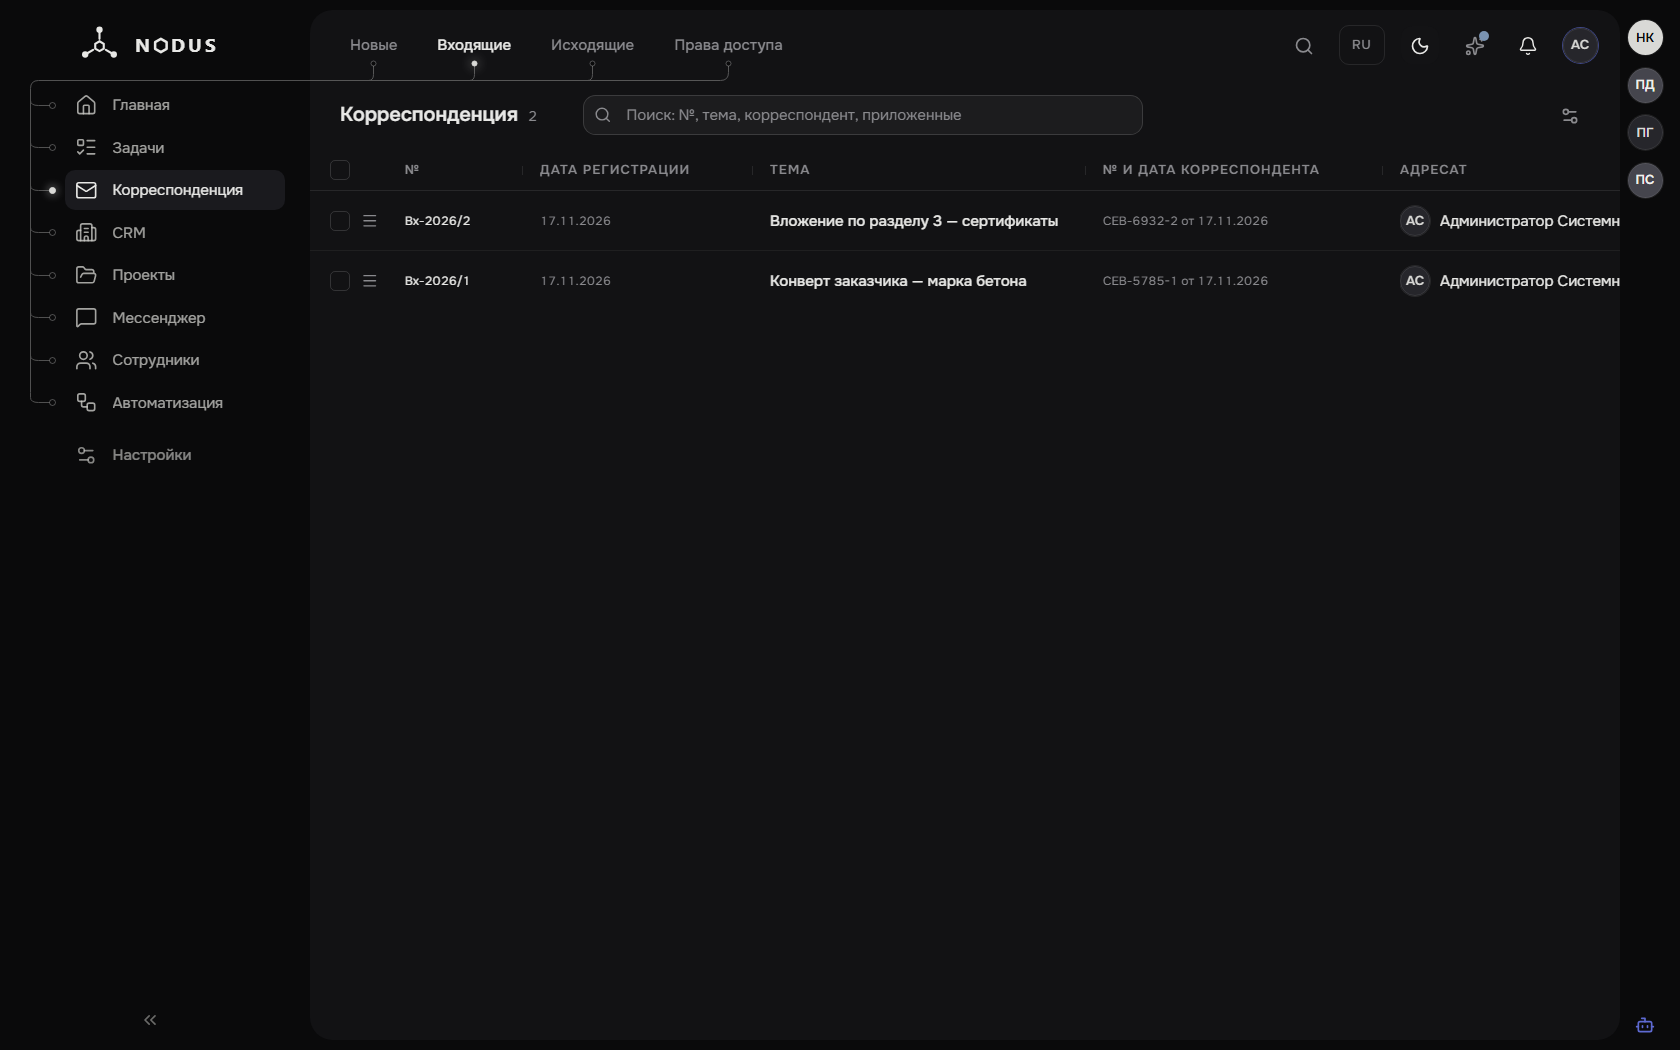 NODUS
Новые Входящие Исходящие Права доступа
RU
АС
НК
ПД
ПГ
ПС
Главная
Задачи
Корреспонденция
CRM
Проекты
Мессенджер
Сотрудники
Автоматизация
Настройки
Корреспонденция 2
Поиск: №, тема, корреспондент, приложенные
№ ДАТА РЕГИСТРАЦИИ ТЕМА № И ДАТА КОРРЕСПОНДЕНТА АДРЕСАТ
Вх-2026/2 17.11.2026 Вложение по разделу 3 — сертификаты СЕВ-6932-2 от 17.11.2026 АС Администратор Системн
Вх-2026/1 17.11.2026 Конверт заказчика — марка бетона СЕВ-5785-1 от 17.11.2026 АС Администратор Системн